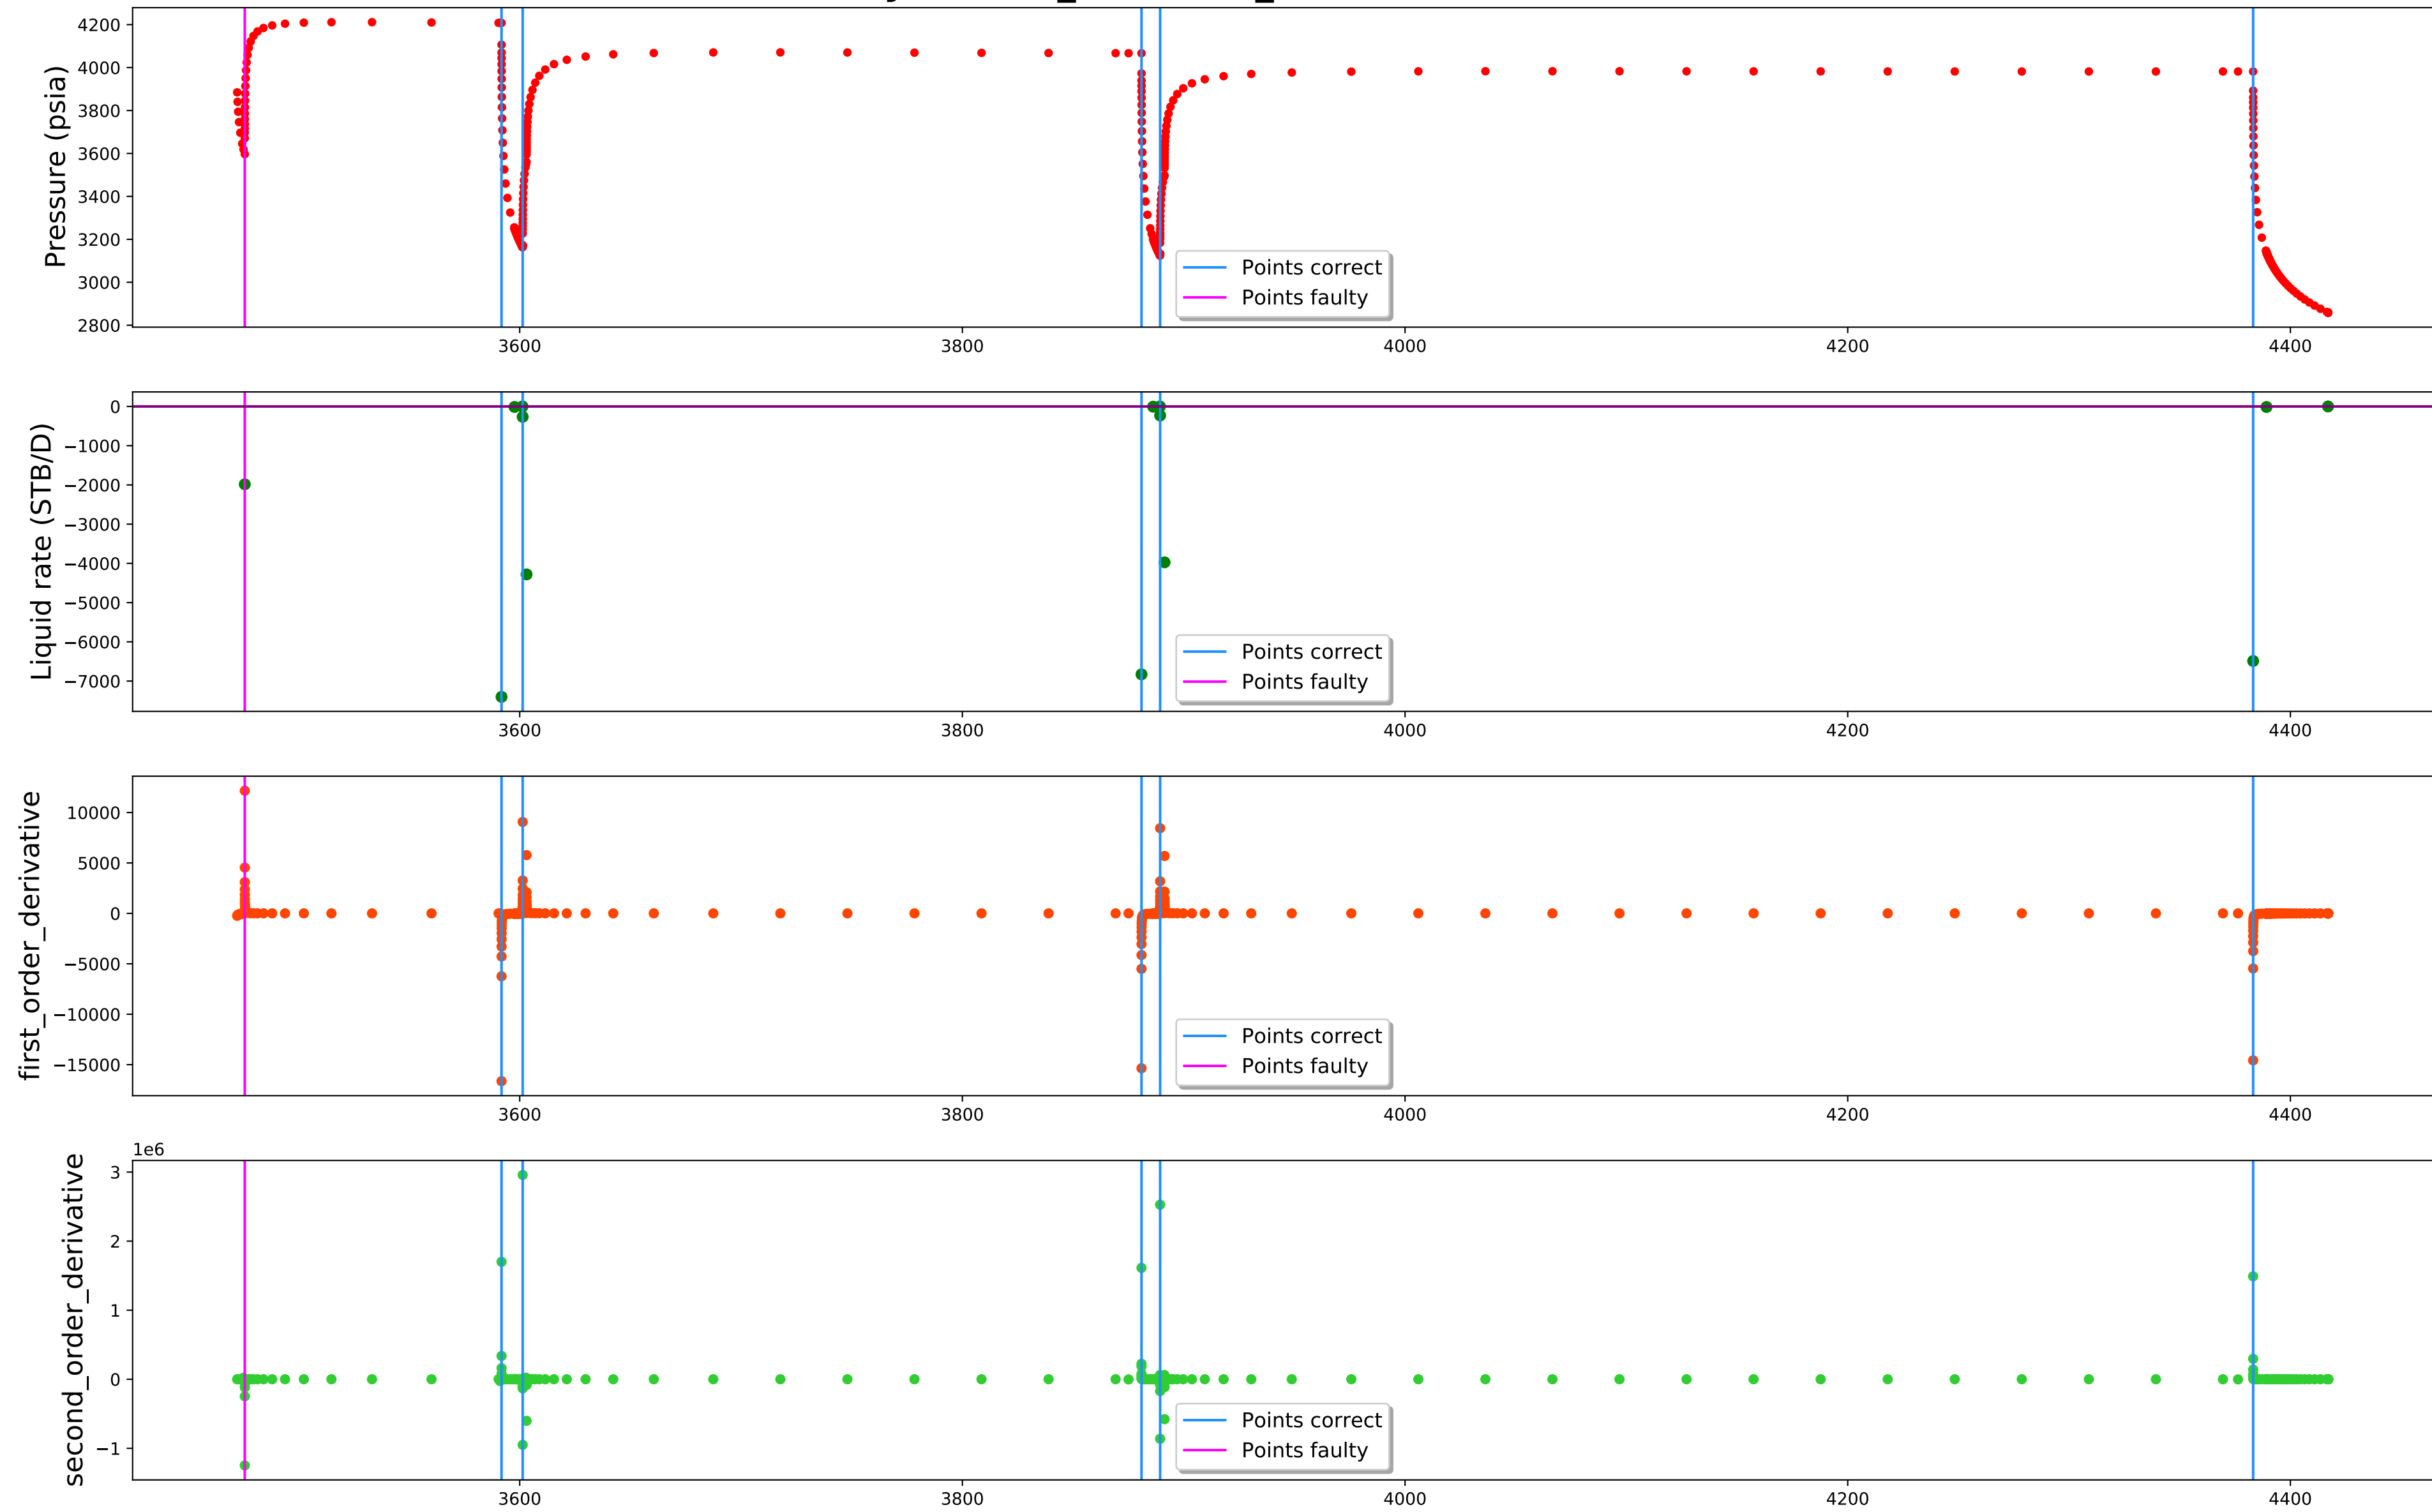 Pressure (psia)
4200
4000
3800
3600
3400
3200
3000
2800
Points correct
Points faulty
3600 3800 4000 4200 4400
Liquid rate (STB/D)
0
−1000
−2000
−3000
−4000
−5000
−6000
−7000
Points correct
Points faulty
3600 3800 4000 4200 4400
first_order_derivative
10000
5000
0
−5000
−10000
−15000
Points correct
Points faulty
3600 3800 4000 4200 4400
1e6
second_order_derivative
3
2
1
0
−1
Points correct
Points faulty
3600 3800 4000 4200 4400